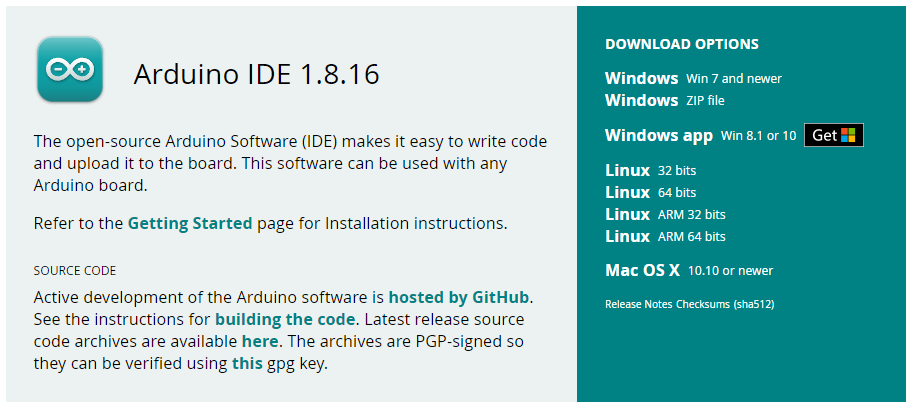 Arduino IDE 1.8.16
The open-source Arduino Software (IDE) makes it easy to write code
and upload it to the board. This software can be used with any
Arduino board.
Refer to the Getting Started page for Installation instructions.
SOURCE CODE
Active development of the Arduino software is hosted by GitHub.
See the instructions for building the code. Latest release source
code archives are available here. The archives are PGP-signed so
they can be verified using this gpg key.
DOWNLOAD OPTIONS
Windows Win 7 and newer
Windows ZIP file
Windows app Win 8.1 or 10 Get
Linux 32 bits
Linux 64 bits
Linux ARM 32 bits
Linux ARM 64 bits
Mac OS X 10.10 or newer
Release Notes Checksums (sha512)